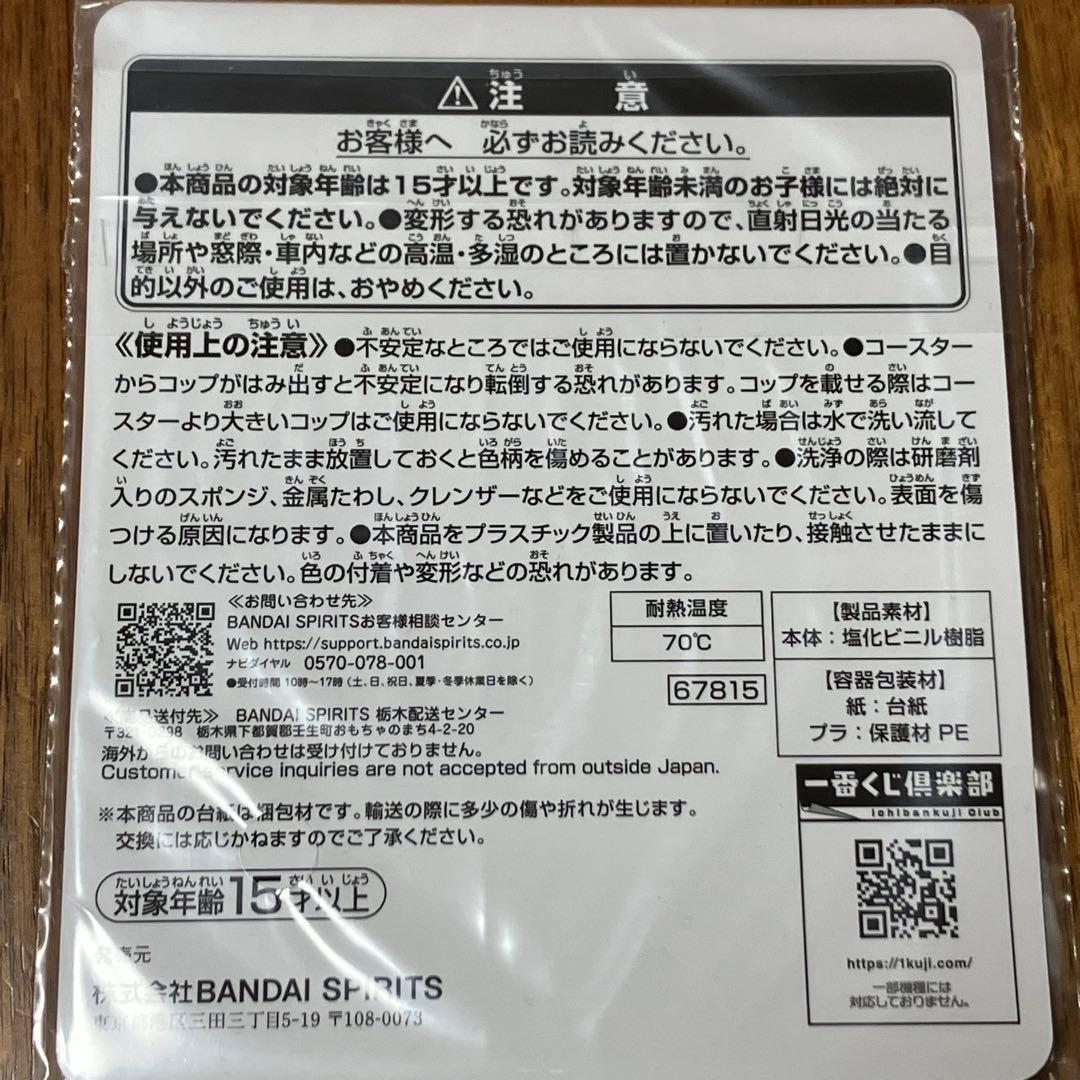 ⚠注意
お客様へ 必ずお読みください。
●本商品の対象年齢は15才以上です。対象年齢未満のお子様には絶対に
与えないでください。●変形する恐れがありますので、直射日光の当たる
場所や窓際・車内などの高温・多湿のところには置かないでください。●目
的以外のご使用は、おやめください。
《使用上の注意》●不安定なところではご使用にならないでください。●コースター
からコップがはみ出すと不安定になり転倒する恐れがあります。コップを載せる際はコー
スターより大きいコップはご使用にならないでください。●汚れた場合は水で洗い流して
ください。汚れたまま放置しておくと色柄を傷めることがあります。●洗浄の際は研磨剤
入りのスポンジ、金属たわし、クレンザーなどをご使用にならないでください。表面を傷
つける原因になります。●本商品をプラスチック製品の上に置いたり、接触させたままに
しないでください。色の付着や変形などの恐れがあります。
≪お問い合わせ先≫
BANDAI SPIRITSお客様相談センター
Web https://support.bandaispirits.co.jp
ナビダイヤル 0570-078-001
●受付時間 10時〜17時(土、日、祝日、夏季・冬季休業日を除く)
送付先≫ BANDAI SPIRITS 栃木配送センター
〒321-0298 栃木県下都賀郡壬生町おもちゃのまち4-2-20
海外からのお問い合わせは受け付けておりません。
Customer service inquiries are not accepted from outside Japan.
耐熱温度
70℃
67815
【製品素材】
本体:塩化ビニル樹脂
【容器包装材】
紙:台紙
プラ:保護材 PE
※本商品の台紙は梱包材です。輸送の際に多少の傷や折れが生じます。
交換には応じかねますのでご了承ください。
対象年齢15才以上
発売元
株式会社BANDAI SPIRITS
東京都港区三田三丁目5-19 〒108-0073
一番くじ倶楽部
Ichibankuji Club
https://1kuji.com/
一部機種には
対応しておりません。